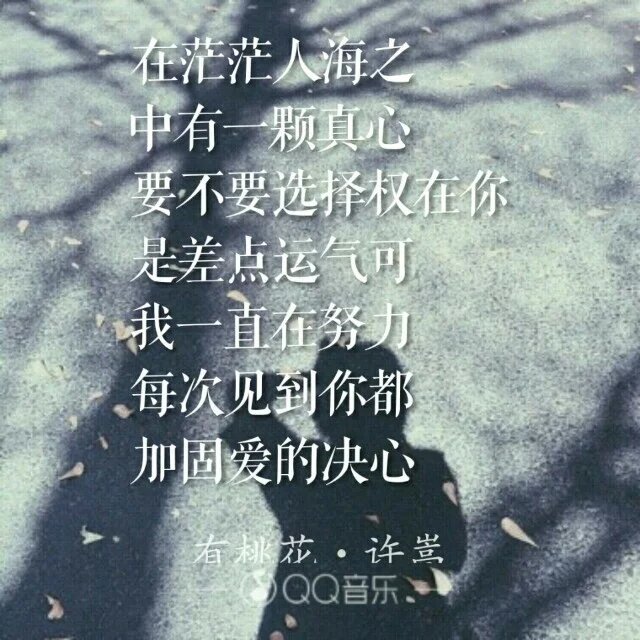 在茫茫人海之
中有一颗真心
要不要选择权在你
是差点运气可
我一直在努力
每次见到你都
加固爱的决心
有桃花·许嵩
QQ音乐